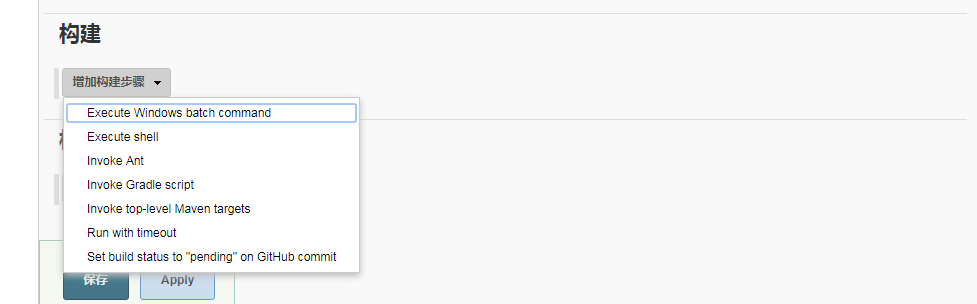 构建
增加构建步骤
Execute Windows batch command
Execute shell
Invoke Ant
Invoke Gradle script
Invoke top-level Maven targets
Run with timeout
Set build status to "pending" on GitHub commit
保存
Apply